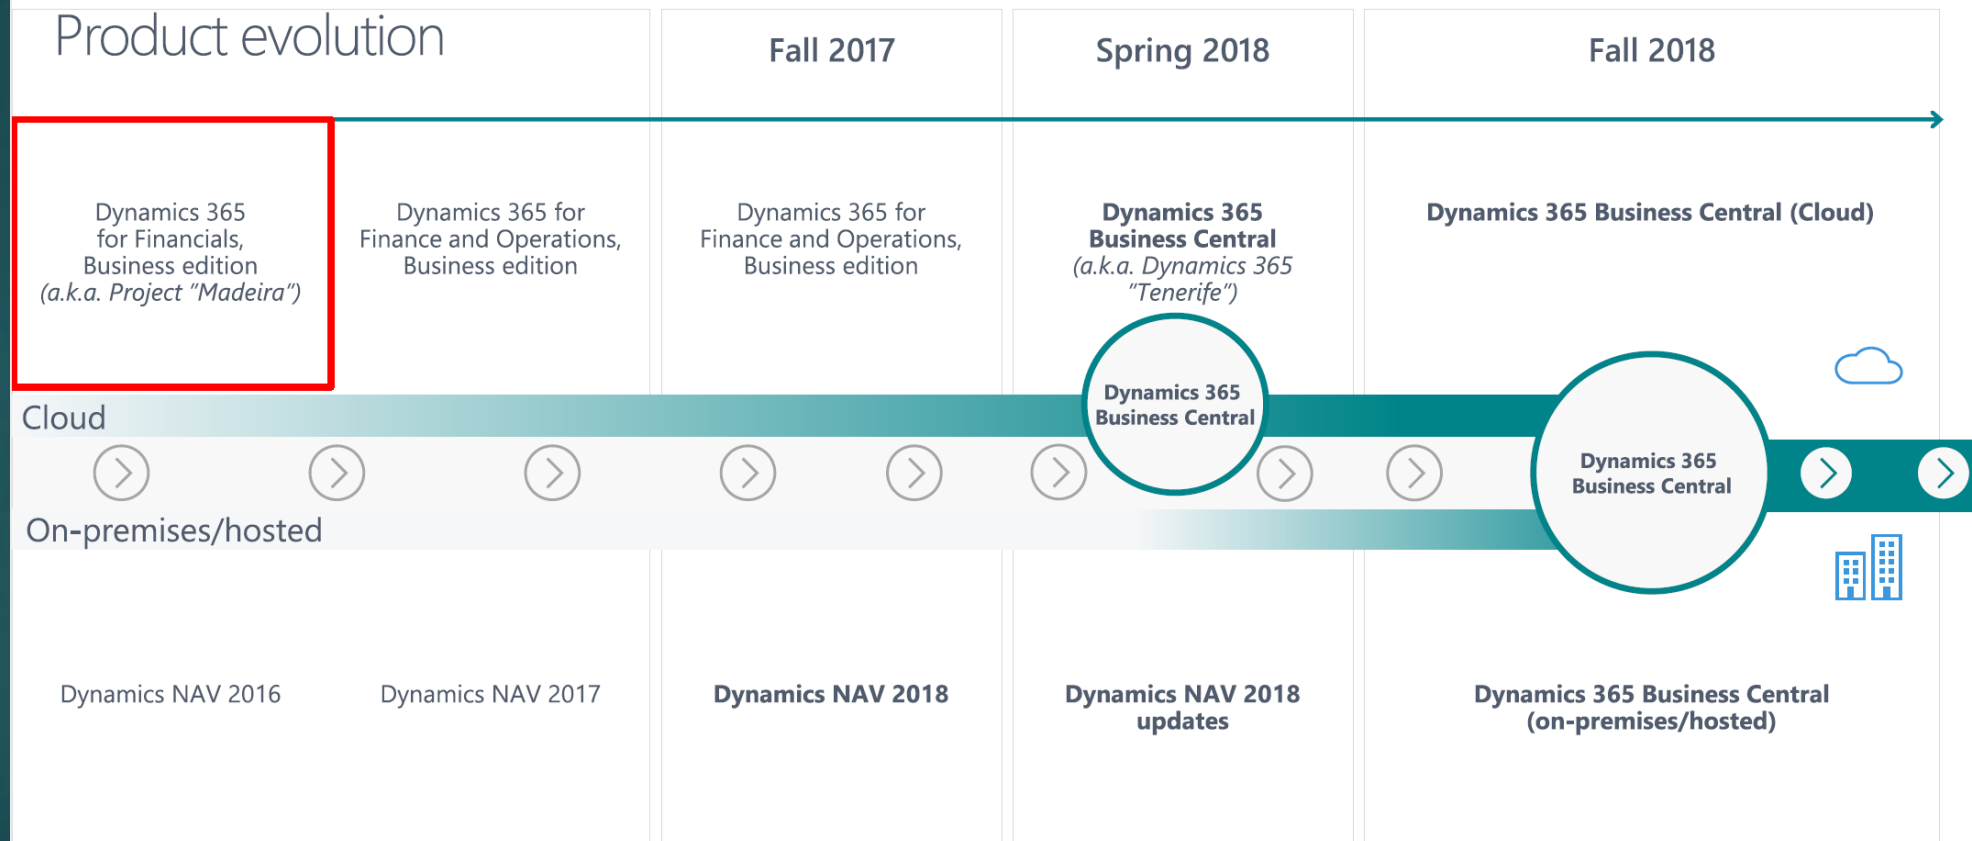 Product evolution
Fall 2017
Spring 2018
Fall 2018
Dynamics 365
for Financials,
Business edition
(a.k.a. Project "Madeira")
Dynamics 365 for
Finance and Operations,
Business edition
Dynamics 365 for
Finance and Operations,
Business edition
Dynamics 365
Business Central
(a.k.a. Dynamics 365
"Tenerife")
Dynamics 365 Business Central (Cloud)
Dynamics 365
Business Central
Cloud
Dynamics 365
Business Central
On-premises/hosted
Dynamics NAV 2016
Dynamics NAV 2017
Dynamics NAV 2018
Dynamics NAV 2018
updates
Dynamics 365 Business Central
(on-premises/hosted)